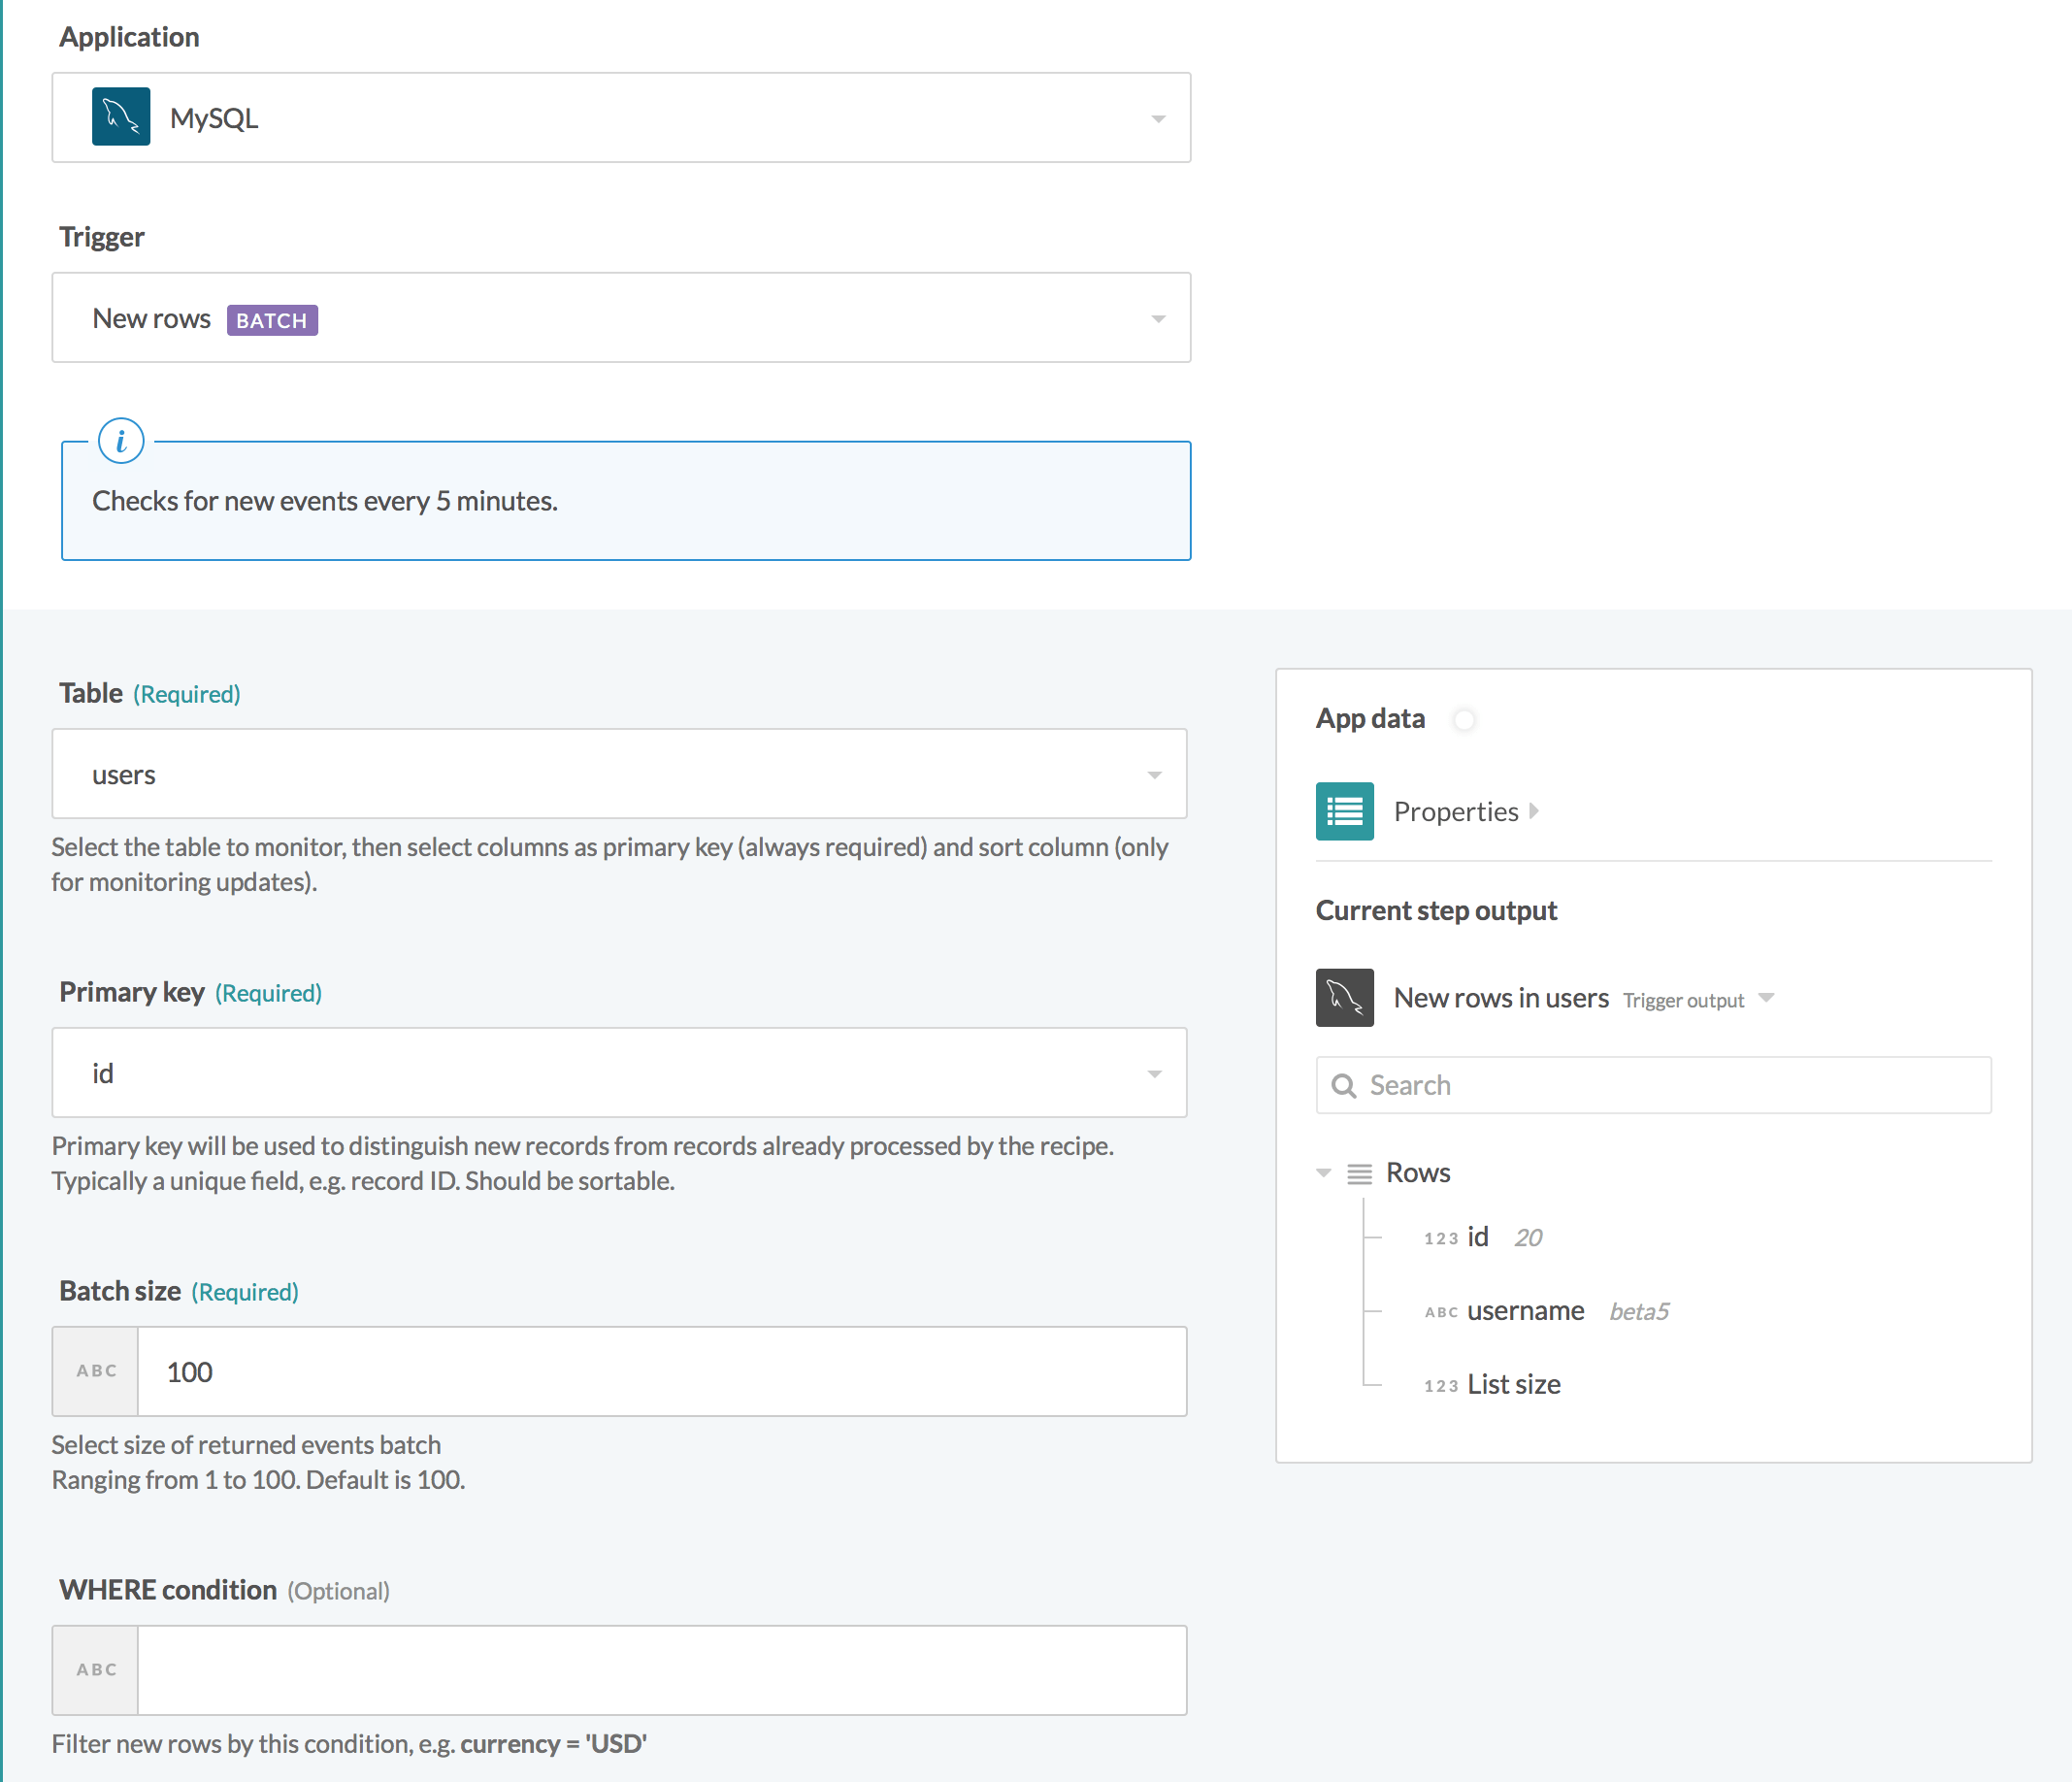 Application
MySQL
Trigger
New rows BATCH
i
Checks for new events every 5 minutes.
Table (Required)
users
Select the table to monitor, then select columns as primary key (always required) and sort column (only
for monitoring updates).
Primary key (Required)
id
Primary key will be used to distinguish new records from records already processed by the recipe.
Typically a unique field, e.g. record ID. Should be sortable.
Batch size (Required)
ABC 100
Select size of returned events batch
Ranging from 1 to 100. Default is 100.
WHERE condition (Optional)
ABC
Filter new rows by this condition, e.g. currency = 'USD'
App data
Properties
Current step output
New rows in users Trigger output
Search
Rows
123 id 20
ABC username beta5
123 List size